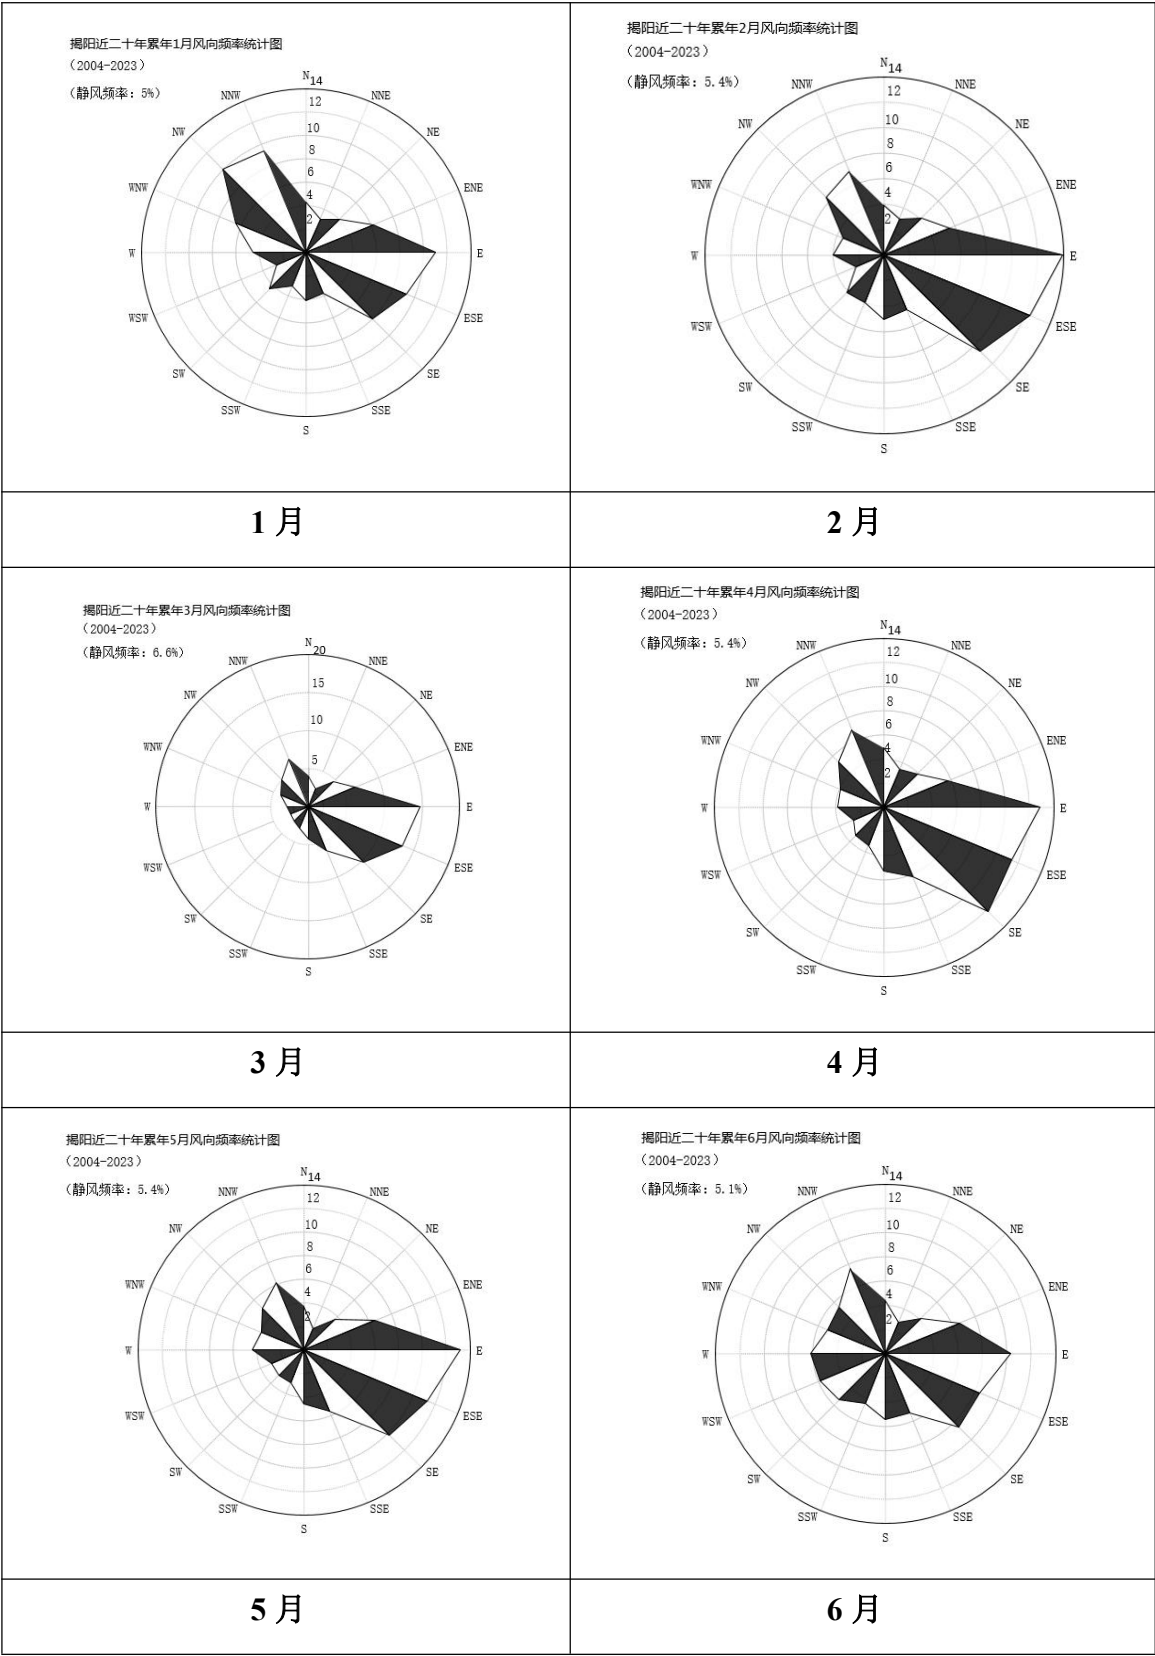 揭阳近二十年累年1月风向频率统计图
（2004-2023）
（静风频率：5%）
N 14
12
10
8
6
4
2
NNE
NE
ENE
E
ESE
SE
SSE
S
SSW
SW
WSW
W
WNW
NW
NNW
揭阳近二十年累年2月风向频率统计图
（2004-2023）
（静风频率：5.4%）
N 14
12
10
8
6
4
2
NNE
NE
ENE
E
ESE
SE
SSE
S
SSW
SW
WSW
W
WNW
NW
NNW
1 月
2 月
揭阳近二十年累年3月风向频率统计图
（2004-2023）
（静风频率：6.6%）
N 20
15
10
5
NNE
NE
ENE
E
ESE
SE
SSE
S
SSW
SW
WSW
W
WNW
NW
NNW
揭阳近二十年累年4月风向频率统计图
（2004-2023）
（静风频率：5.4%）
N 14
12
10
8
6
4
2
NNE
NE
ENE
E
ESE
SE
SSE
S
SSW
SW
WSW
W
WNW
NW
NNW
3 月
4 月
揭阳近二十年累年5月风向频率统计图
（2004-2023）
（静风频率：5.4%）
N 14
12
10
8
6
4
2
NNE
NE
ENE
E
ESE
SE
SSE
S
SSW
SW
WSW
W
WNW
NW
NNW
揭阳近二十年累年6月风向频率统计图
（2004-2023）
（静风频率：5.1%）
N 14
12
10
8
6
4
2
NNE
NE
ENE
E
ESE
SE
SSE
S
SSW
SW
WSW
W
WNW
NW
NNW
5 月
6 月